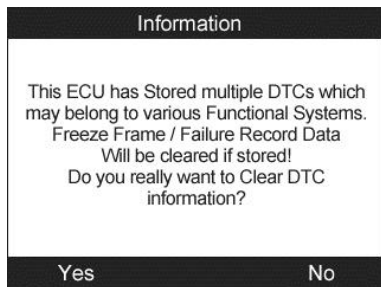 Information
This ECU has Stored multiple DTCs which
may belong to various Functional Systems.
Freeze Frame / Failure Record Data
Will be cleared if stored!
Do you really want to Clear DTC
information?
Yes No